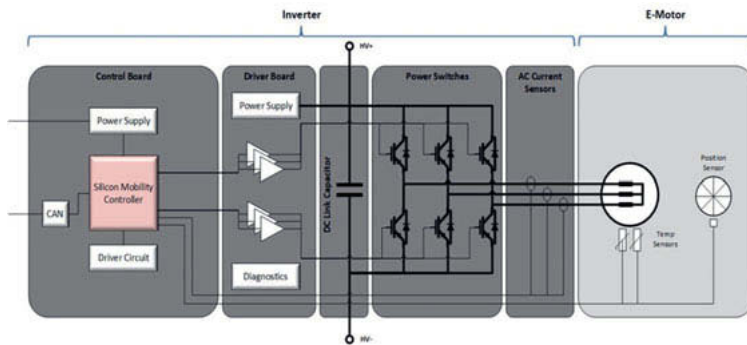 Inverter
E-Motor
HV+
Control Board
Driver Board
Power Switches
AC Current
Sensors
Power Supply
Power Supply
Silicon Mobility
Controller
CAN
Driver Circuit
Diagnostics
DC Link Capacitor
Position
Sensor
Temp
Sensors
HV-